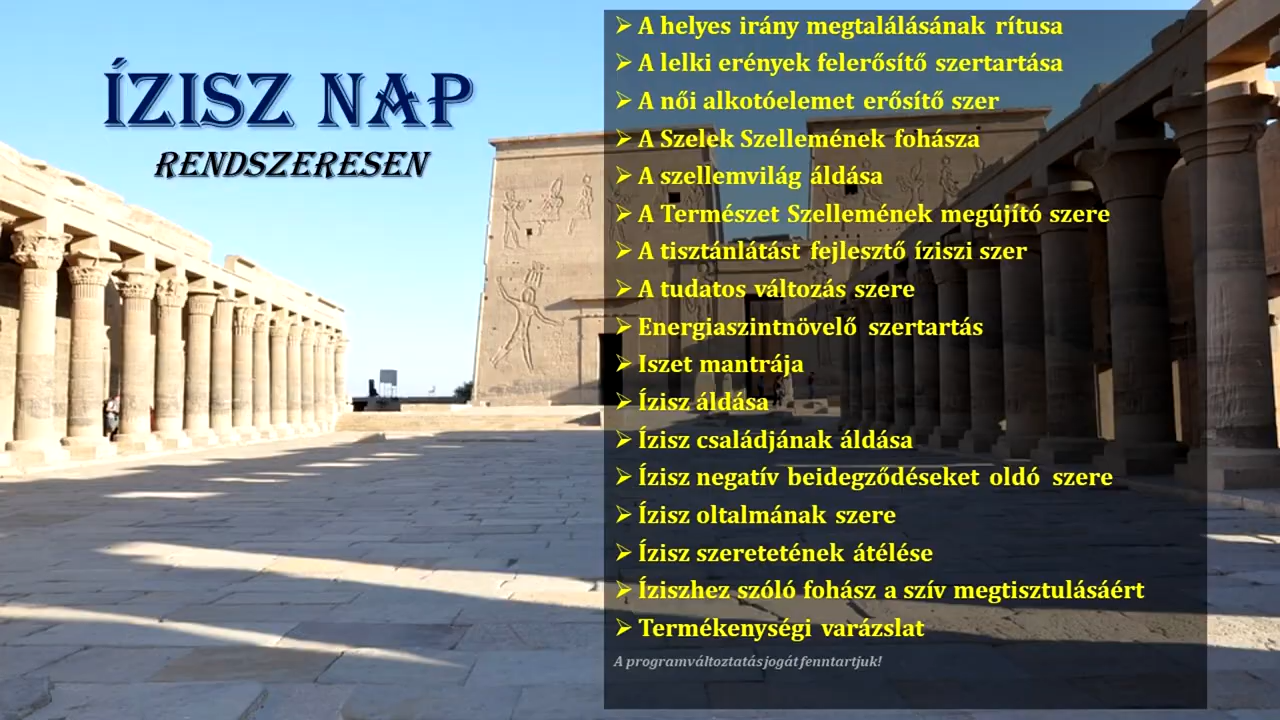 ÍZISZ NAP
RENDSZERESEN
➢ A helyes irány megtalálásának rítusa
➢ A lelki erények felerősítő szertartása
➢ A női alkotóelemet erősítő szer
➢ A Szelek Szellemének fohásza
➢ A szellemvilág áldása
➢ A Természet Szellemének megújító szere
➢ A tisztánlátást fejlesztő íziszi szer
➢ A tudatos változás szere
➢ Energiaszintnövelő szertartás
➢ Iszet mantrája
➢ Ízisz áldása
➢ Ízisz családjának áldása
➢ Ízisz negatív beidegződéseket oldó szere
➢ Ízisz oltalmának szere
➢ Ízisz szeretetének átélése
➢ Íziszhez szóló fohász a szív megtisztulásáért
➢ Termékenységi varázslat
A programváltoztatás jogát fenntartjuk!